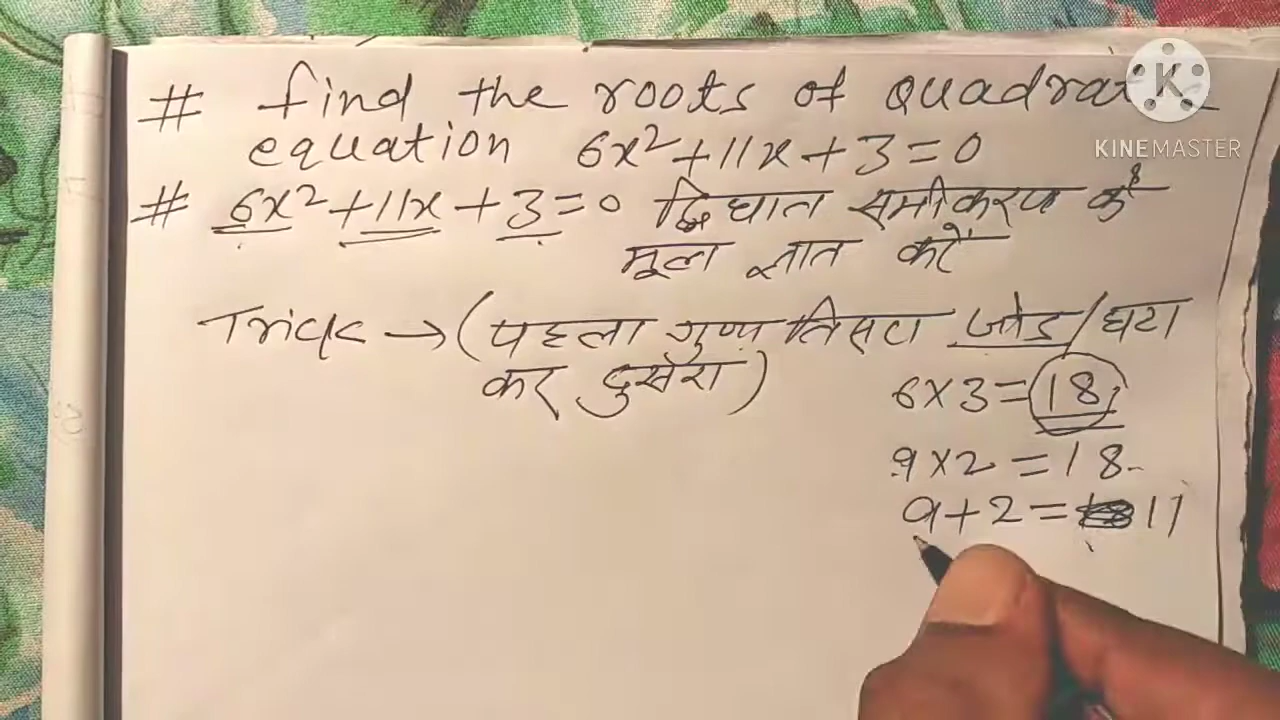 # find the roots of quadratic
equation 6x²+11x+3=0
# 6x²+11x+3=0 द्विघात समीकरण के
मूल ज्ञात करें
Trick → (पहला गुणा तिसरा जोड़/घटा
कर् दुसरा)
6×3=18
9×2=18
9+2=11
KINEMASTER